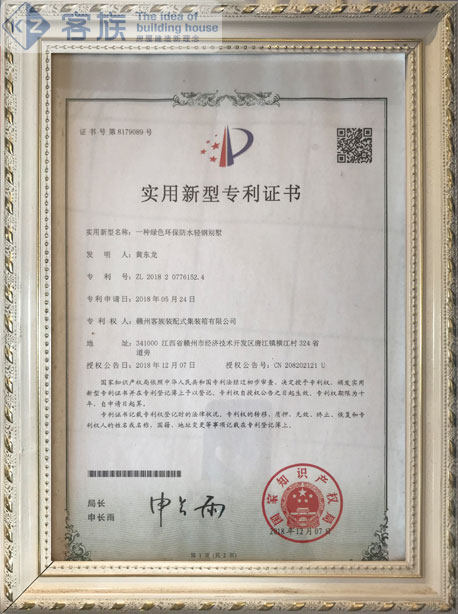 KZ 客族 The idea of
building house
房屋建造新理念
证书号第8179089号
实用新型专利证书
实用新型名称：一种绿色环保防水轻钢别墅
发明人：黄东龙
专利号：ZL 2018 2 0776152.4
专利申请日：2018年05月24日
专利权人：赣州客族装配式集装箱有限公司
地址：341000 江西省赣州市经济技术开发区唐江镇横江村324省
道旁
授权公告日：2018年12月07日 授权公告号：CN 208202121 U
国家知识产权局依照中华人民共和国专利法经过初步审查，决定授予专利权，颁发实用
新型专利证书并在专利登记簿上予以登记。专利权自授权公告之日起生效。专利权期限为十
年，自申请日起算。
专利证书记载专利权登记时的法律状况。专利权的转移、质押、无效、终止、恢复和专
利权人的姓名或名称、国籍、地址变更等事项记载在专利登记簿上。
局长
申长雨
申长雨
国家知识产权局
2018年12月07日
第1页（共2页）